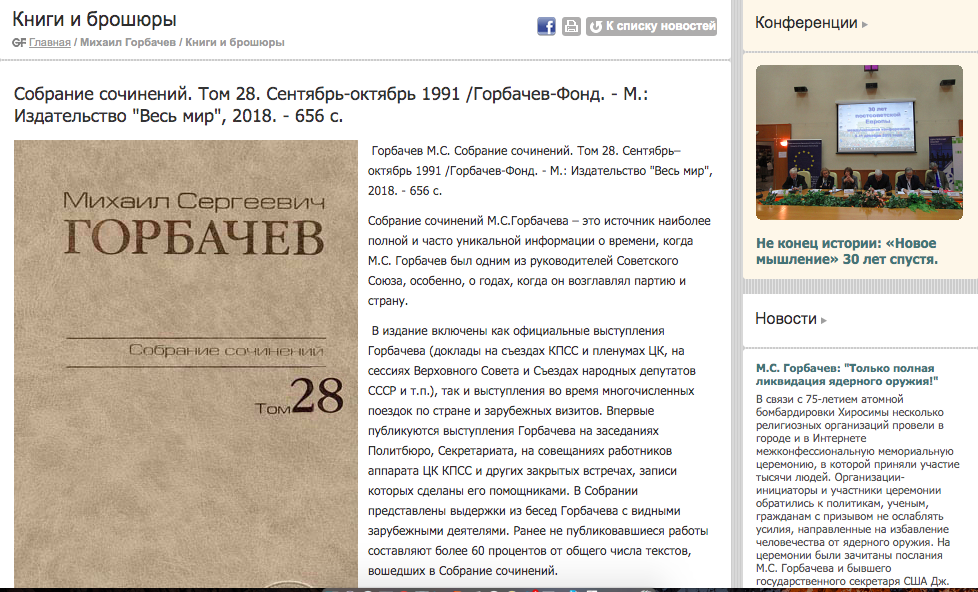 Книги и брошюры
К списку новостей
GF Главная / Михаил Горбачев / Книги и брошюры
Собрание сочинений. Том 28. Сентябрь-октябрь 1991 /Горбачев-Фонд. - М.:
Издательство "Весь мир", 2018. - 656 с.
Михаил Сергеевич
ГОРБАЧЕВ
Собрание сочинений
Том 28
Горбачев М.С. Собрание сочинений. Том 28. Сентябрь–
октябрь 1991 /Горбачев-Фонд. - М.: Издательство "Весь мир",
2018. - 656 с.
Собрание сочинений М.С.Горбачева – это источник наиболее
полной и часто уникальной информации о времени, когда
М.С. Горбачев был одним из руководителей Советского
Союза, особенно, о годах, когда он возглавлял партию и
страну.
В издание включены как официальные выступления
Горбачева (доклады на съездах КПСС и пленумах ЦК, на
сессиях Верховного Совета и Съездах народных депутатов
СССР и т.п.), так и выступления во время многочисленных
поездок по стране и зарубежных визитов. Впервые
публикуются выступления Горбачева на заседаниях
Политбюро, Секретариата, на совещаниях работников
аппарата ЦК КПСС и других закрытых встречах, записи
которых сделаны его помощниками. В Собрании
представлены выдержки из бесед Горбачева с видными
зарубежными деятелями. Ранее не публиковавшиеся работы
составляют более 60 процентов от общего числа текстов,
вошедших в Собрание сочинений.
Конференции
30 лет
постсоветской
Европы
Не конец истории: «Новое
мышление» 30 лет спустя.
Новости
М.С. Горбачев: "Только полная
ликвидация ядерного оружия!"
В связи с 75-летием атомной
бомбардировки Хиросимы несколько
религиозных организаций провели в
городе и в Интернете
межконфессиональную мемориальную
церемонию, в которой приняли участие
тысячи людей. Организации-
инициаторы и участники церемонии
обратились к политикам, ученым,
гражданам с призывом не ослаблять
усилия, направленные на избавление
человечества от ядерного оружия. На
церемонии были зачитаны послания
М.С. Горбачева и бывшего
государственного секретаря США Дж.